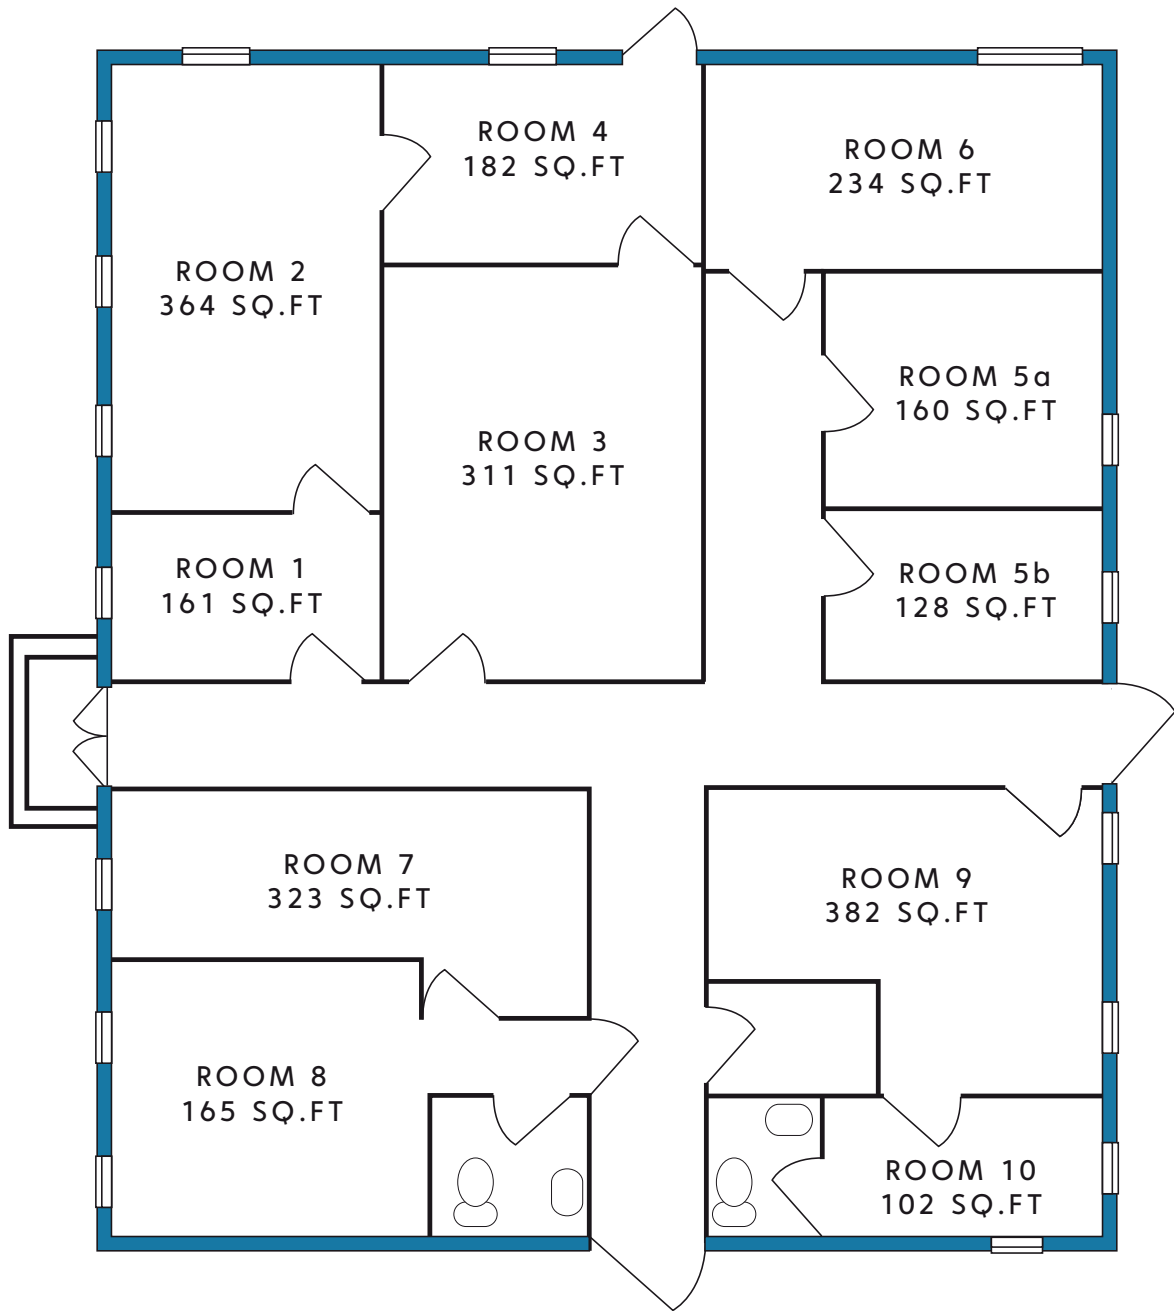 ROOM 4
182 SQ.FT
ROOM 6
234 SQ.FT
ROOM 2
364 SQ.FT
ROOM 5a
160 SQ.FT
ROOM 3
311 SQ.FT
ROOM 1
161 SQ.FT
ROOM 5b
128 SQ.FT
ROOM 7
323 SQ.FT
ROOM 9
382 SQ.FT
ROOM 8
165 SQ.FT
ROOM 10
102 SQ.FT